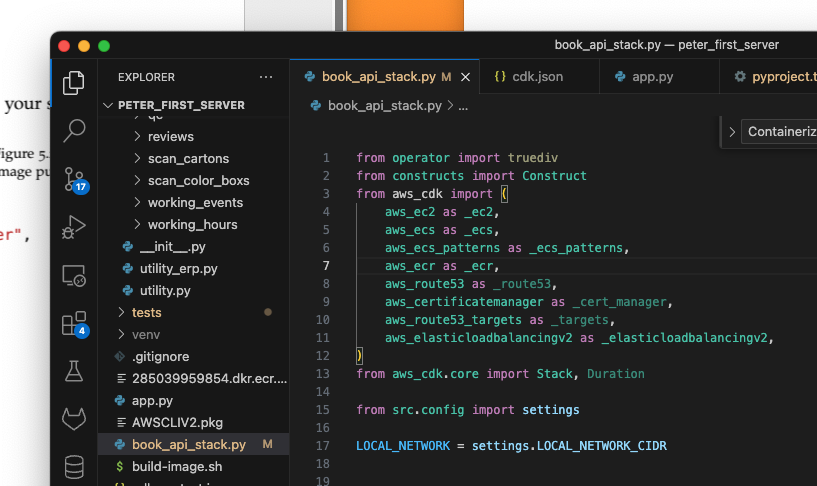 book_api_stack.py — peter_first_server
EXPLORER
book_api_stack.py M
cdk.json
app.py
pyproject.t
your s
igure 5.
mage pu
er",
17
4
PETER_FIRST_SERVER
qc
reviews
scan_cartons
scan_color_boxs
working_events
working_hours
__init__.py
utility_erp.py
utility.py
tests
venv
.gitignore
285039959854.dkr.ecr....
app.py
AWSCLIV2.pkg
book_api_stack.py M
build-image.sh
book_api_stack.py > ...
Containeriz
1 from operator import truediv
2 from constructs import Construct
3 from aws_cdk import (
4 aws_ec2 as _ec2,
5 aws_ecs as _ecs,
6 aws_ecs_patterns as _ecs_patterns,
7 aws_ecr as _ecr,
8 aws_route53 as _route53,
9 aws_certificatemanager as _cert_manager,
10 aws_route53_targets as _targets,
11 aws_elasticloadbalancingv2 as _elasticloadbalancingv2,
12 )
13 from aws_cdk.core import Stack, Duration
14
15 from src.config import settings
16
17 LOCAL_NETWORK = settings.LOCAL_NETWORK_CIDR
18
19